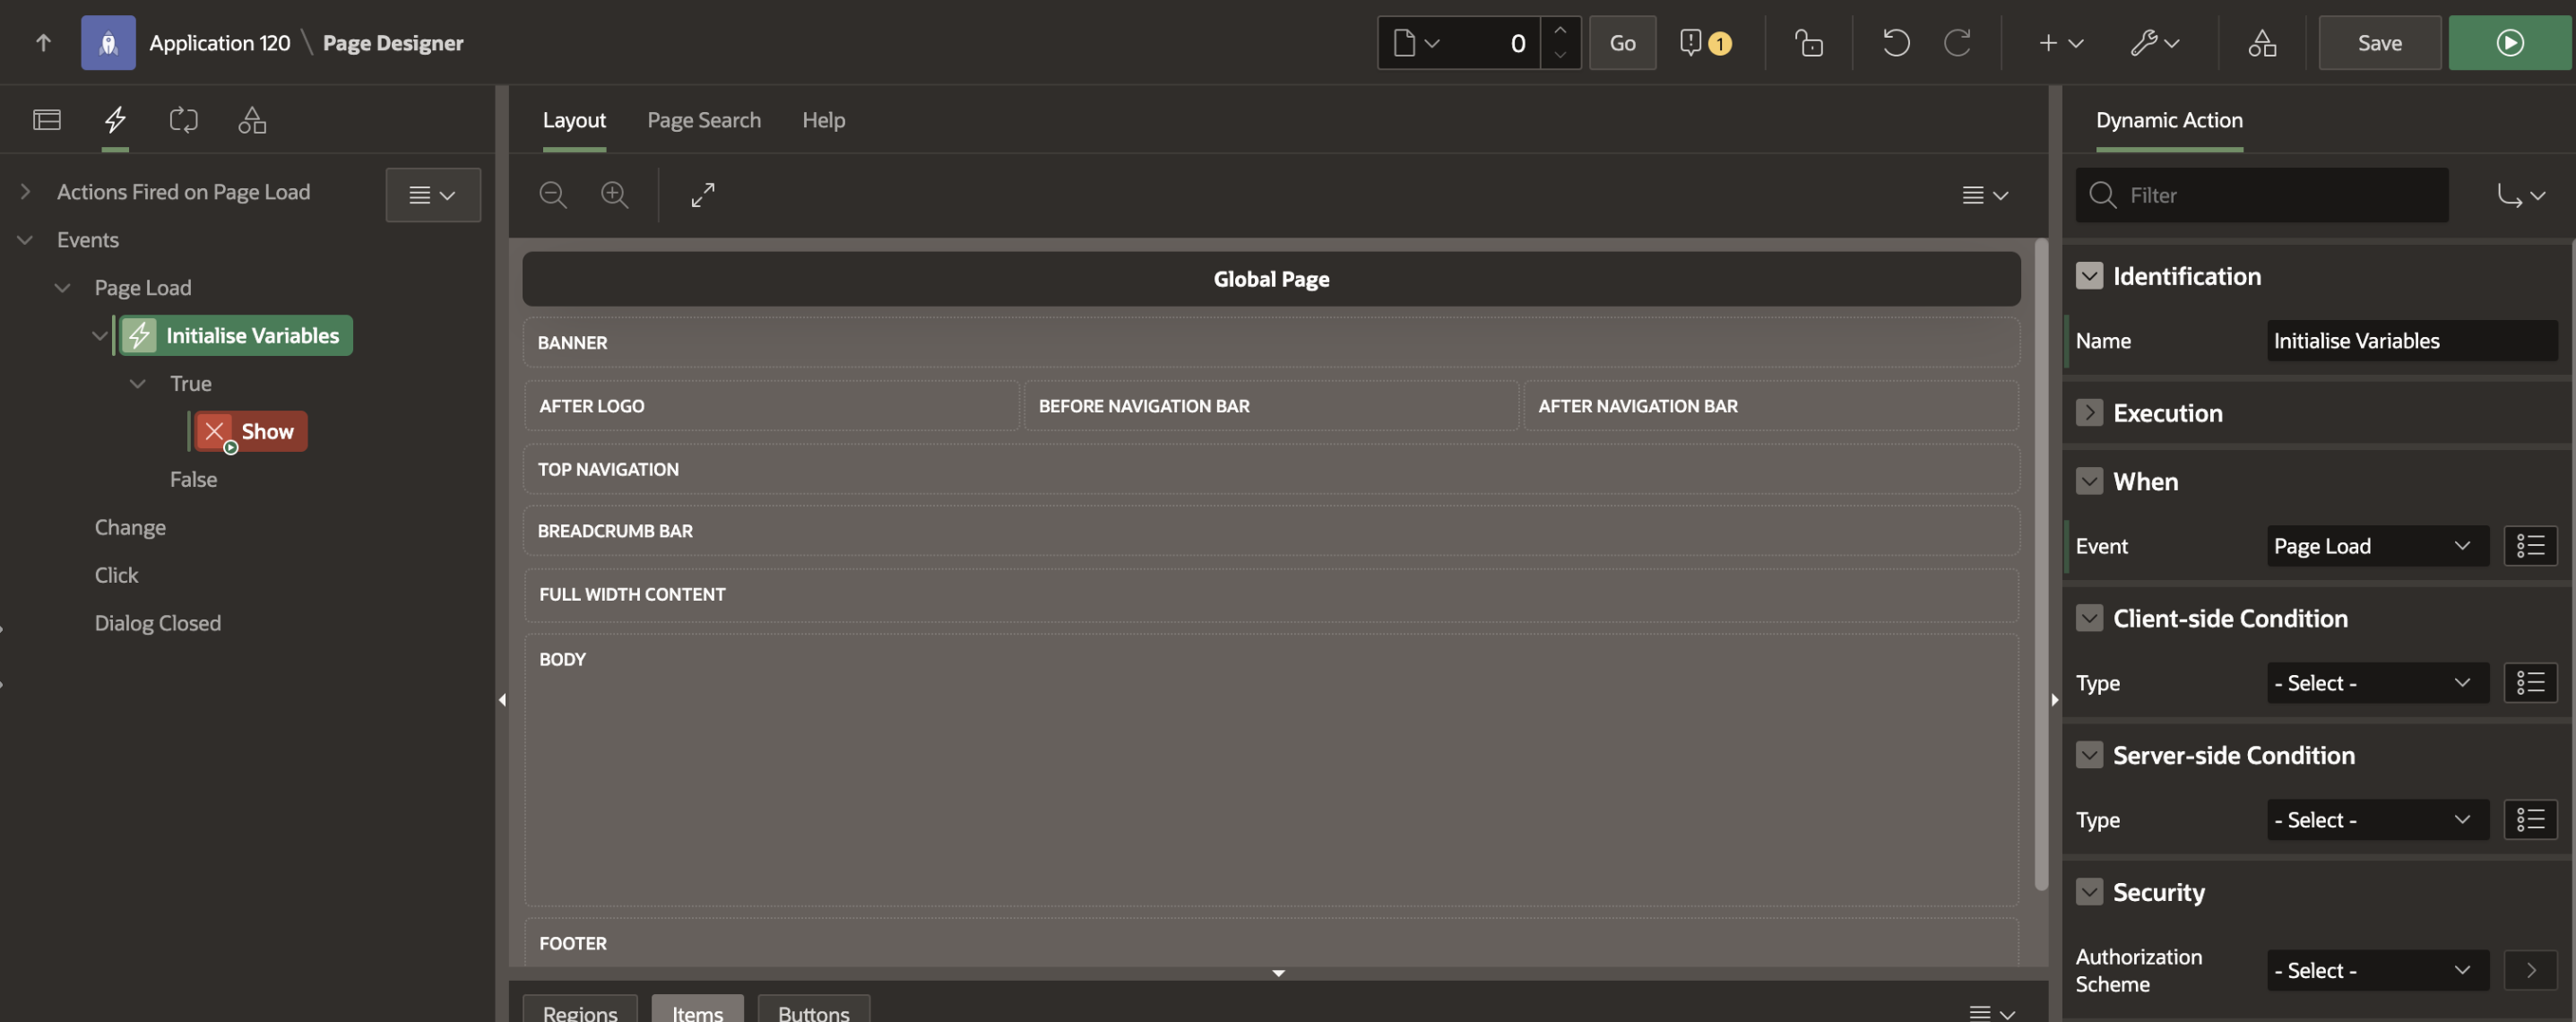 Application 120 \ Page Designer
0
Go
1
Save
Layout
Page Search
Help
Dynamic Action
Actions Fired on Page Load
Events
Page Load
Initialise Variables
True
Show
False
Change
Click
Dialog Closed
Global Page
BANNER
AFTER LOGO
BEFORE NAVIGATION BAR
AFTER NAVIGATION BAR
TOP NAVIGATION
BREADCRUMB BAR
FULL WIDTH CONTENT
BODY
FOOTER
Regions
Items
Buttons
Filter
Identification
Name
Initialise Variables
Execution
When
Event
Page Load
Client-side Condition
Type
- Select -
Server-side Condition
Type
- Select -
Security
Authorization
Scheme
- Select -